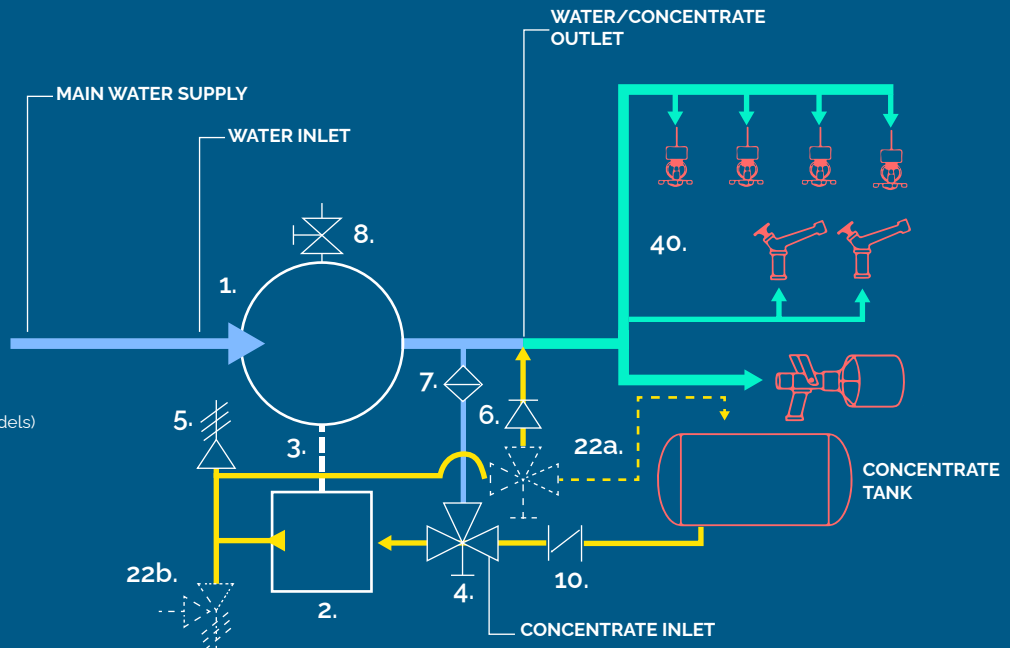 WATER/CONCENTRATE
OUTLET
MAIN WATER SUPPLY
WATER INLET
8.
40.
1.
7.
dels)
5.
6.
3.
22a.
CONCENTRATE
TANK
22b.
10.
4.
2.
CONCENTRATE INLET